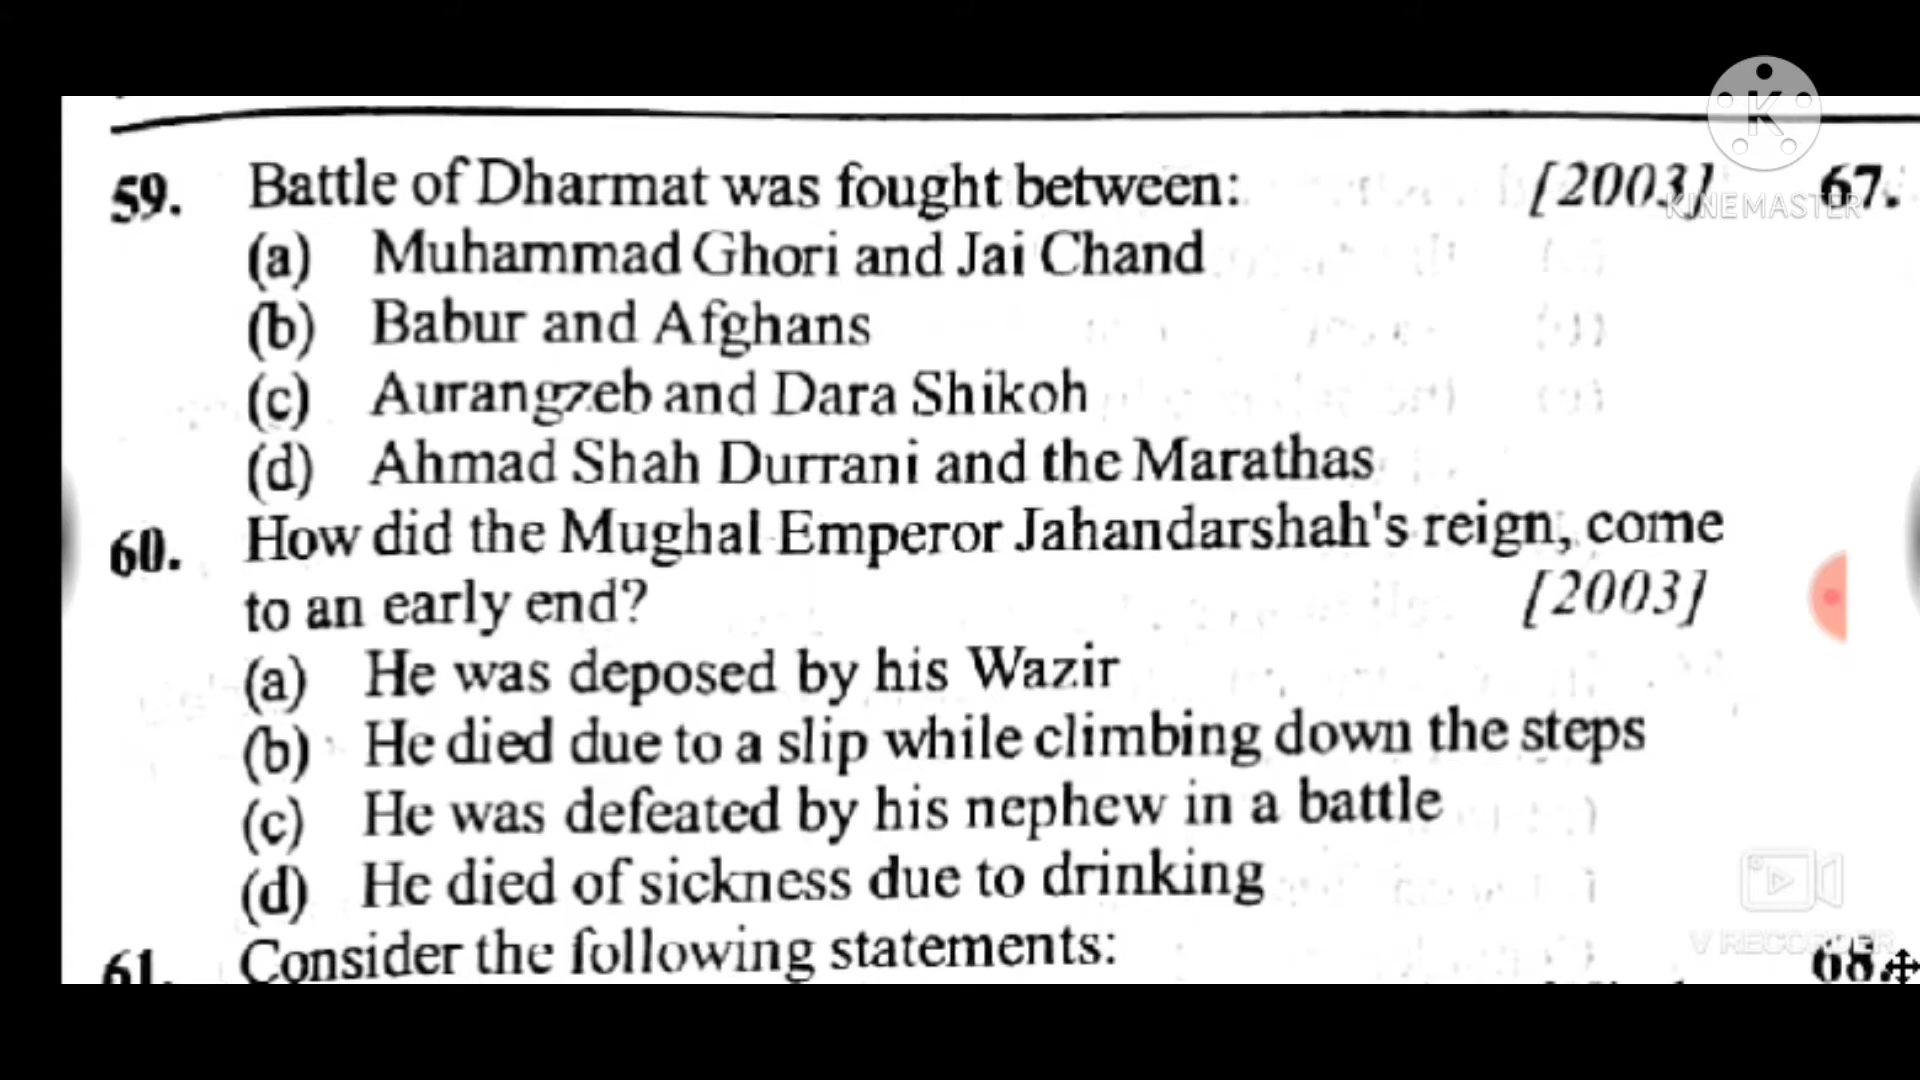 59. Battle of Dharmat was fought between: [2003] 67.
(a) Muhammad Ghori and Jai Chand
(b) Babur and Afghans
(c) Aurangzeb and Dara Shikoh
(d) Ahmad Shah Durrani and the Marathas
60. How did the Mughal Emperor Jahandarshah's reign, come
to an early end? [2003]
(a) He was deposed by his Wazir
(b) He died due to a slip while climbing down the steps
(c) He was defeated by his nephew in a battle
(d) He died of sickness due to drinking
61. Consider the following statements: 68.
K
KINEMASTER
V RECORDER